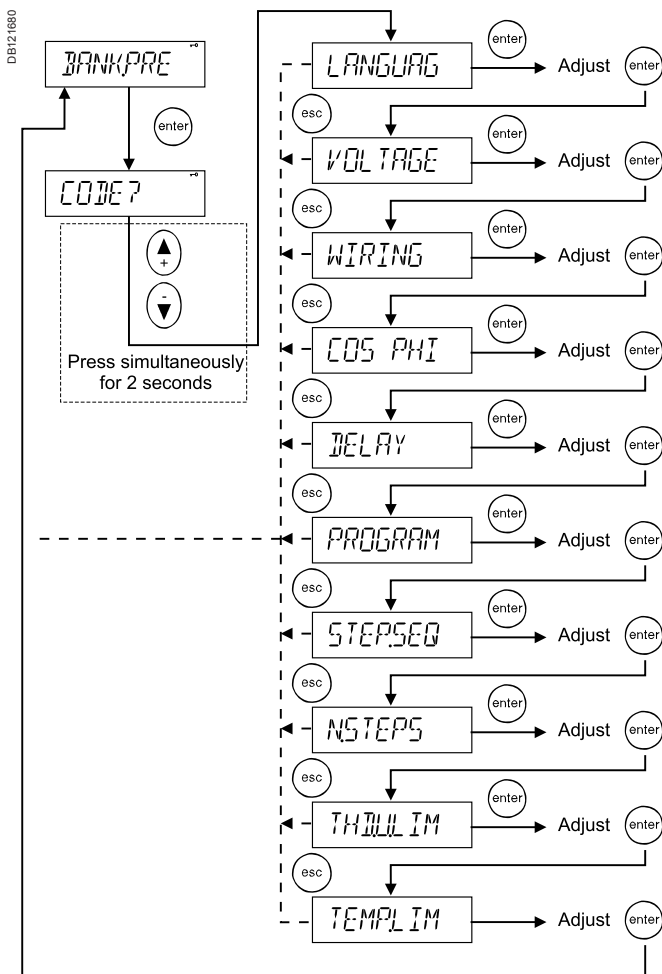 DB121680
BANK.PRE
enter
CODE?
+
-
Press simultaneously
for 2 seconds
LANGUAG
enter
Adjust
enter
esc
VOLTAGE
enter
Adjust
enter
esc
WIRING
enter
Adjust
enter
esc
COS PHI
enter
Adjust
enter
esc
DELAY
enter
Adjust
enter
esc
PROGRAM
enter
Adjust
enter
esc
STEP.SEQ
enter
Adjust
enter
esc
N.STEPS
enter
Adjust
enter
esc
THD.U.LIM
enter
Adjust
enter
esc
TEMP.LIM
Adjust
enter